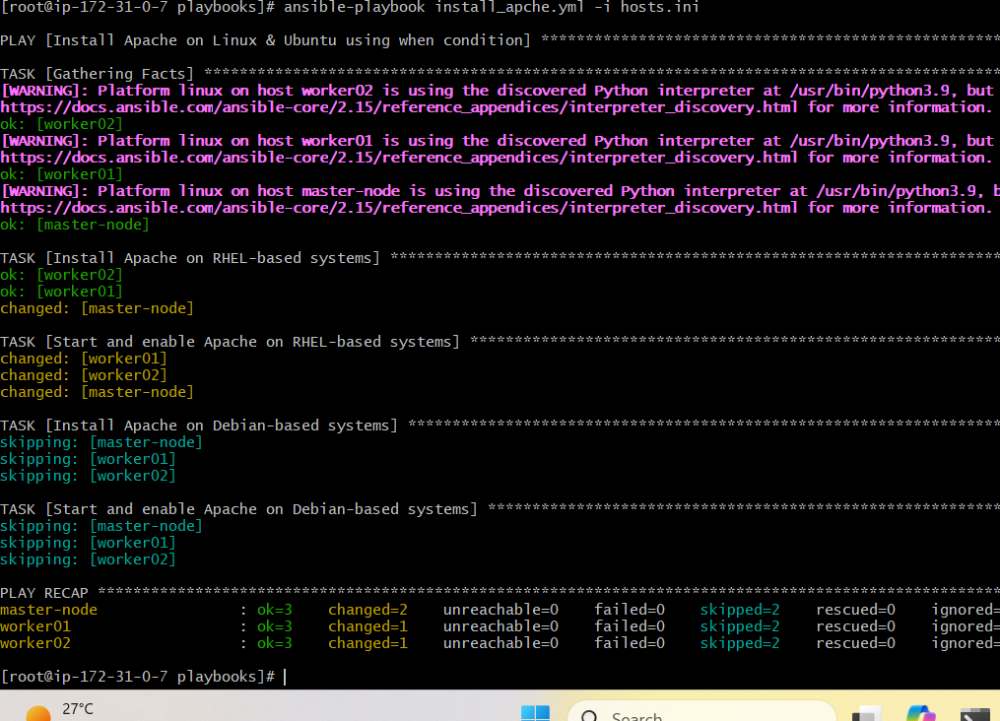 [root@ip-172-31-0-7 playbooks]# ansible-playbook install_apche.yml -i hosts.ini
PLAY [Install Apache on Linux & Ubuntu using when condition] ****************************************************
TASK [Gathering Facts] ******************************************************************************************
[WARNING]: Platform linux on host worker02 is using the discovered Python interpreter at /usr/bin/python3.9, but
https://docs.ansible.com/ansible-core/2.15/reference_appendices/interpreter_discovery.html for more information.
ok: [worker02]
[WARNING]: Platform linux on host worker01 is using the discovered Python interpreter at /usr/bin/python3.9, but
https://docs.ansible.com/ansible-core/2.15/reference_appendices/interpreter_discovery.html for more information.
ok: [worker01]
[WARNING]: Platform linux on host master-node is using the discovered Python interpreter at /usr/bin/python3.9, b
https://docs.ansible.com/ansible-core/2.15/reference_appendices/interpreter_discovery.html for more information.
ok: [master-node]
TASK [Install Apache on RHEL-based systems] *********************************************************************
ok: [worker02]
ok: [worker01]
changed: [master-node]
TASK [Start and enable Apache on RHEL-based systems] ************************************************************
changed: [worker01]
changed: [worker02]
changed: [master-node]
TASK [Install Apache on Debian-based systems] *******************************************************************
skipping: [master-node]
skipping: [worker01]
skipping: [worker02]
TASK [Start and enable Apache on Debian-based systems] **********************************************************
skipping: [master-node]
skipping: [worker01]
skipping: [worker02]
PLAY RECAP ******************************************************************************************************
master-node                : ok=3    changed=2    unreachable=0    failed=0    skipped=2    rescued=0    ignored=
worker01                   : ok=3    changed=1    unreachable=0    failed=0    skipped=2    rescued=0    ignored=
worker02                   : ok=3    changed=1    unreachable=0    failed=0    skipped=2    rescued=0    ignored=
[root@ip-172-31-0-7 playbooks]#
27°C
Search